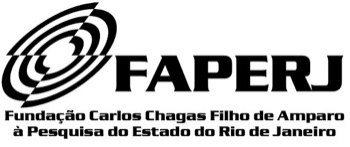 FAPERJ
Fundação Carlos Chagas Filho de Amparo
à Pesquisa do Estado do Rio de Janeiro